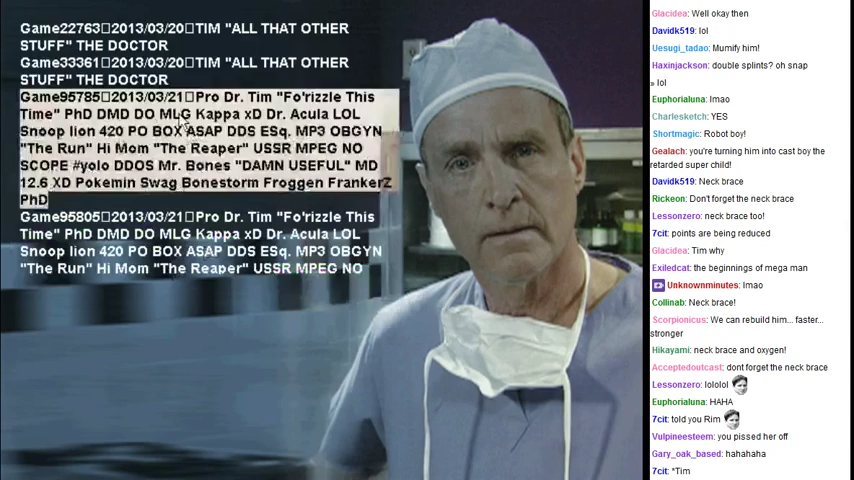 Game22763□2013/03/20□TIM "ALL THAT OTHER
STUFF" THE DOCTOR
Game33361□2013/03/20□TIM "ALL THAT OTHER
STUFF" THE DOCTOR
Game95785□2013/03/21□Pro Dr. Tim "Fo'rizzle This
Time" PhD DMD DO MLG Kappa xD Dr. Acula LOL
Snoop lion 420 PO BOX ASAP DDS ESq. MP3 OBGYN
"The Run" Hi Mom "The Reaper" USSR MPEG NO
SCOPE #yolo DDOS Mr. Bones "DAMN USEFUL" MD
12.6 XD Pokemin Swag Bonestorm Froggen FrankerZ
PhD
Game95805□2013/03/21□Pro Dr. Tim "Fo'rizzle This
Time" PhD DMD DO MLG Kappa xD Dr. Acula LOL
Snoop lion 420 PO BOX ASAP DDS ESq. MP3 OBGYN
"The Run" Hi Mom "The Reaper" USSR MPEG NO
Glacidea: Well okay then
Davidk519: lol
Uesugi_tadao: Mumify him!
Haxinjackson: double splints? oh snap
» lol
Euphorialuna: lmao
Charlesketch: YES
Shortmagic: Robot boy!
Gealach: you're turning him into cast boy the
retarded super child!
Davidk519: Neck brace
Rickeon: Don't forget the neck brace
Lessonzero: neck brace too!
7cit: points are being reduced
Glacidea: Tim why
Exiledcat: the beginnings of mega man
Unknownminutes: lmao
Collinab: Neck brace!
Scorpionicus: We can rebuild him... faster...
stronger
Hikayami: neck brace and oxygen!
Acceptedoutcast: dont forget the neck brace
Lessonzero: lololol
Euphorialuna: HAHA
7cit: told you Rim
Vulpineesteem: you pissed her off
Gary_oak_based: hahahaha
7cit: *Tim